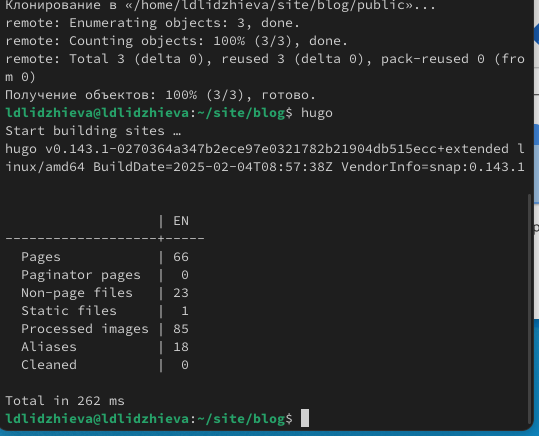 Клонирование в «/home/ldlidzhieva/site/blog/public»...
remote: Enumerating objects: 3, done.
remote: Counting objects: 100% (3/3), done.
remote: Total 3 (delta 0), reused 3 (delta 0), pack-reused 0 (fro
m 0)
Получение объектов: 100% (3/3), готово.
ldlidzhieva@ldlidzhieva:~/site/blog$ hugo
Start building sites …
hugo v0.143.1-0270364a347b2ece97e0321782b21904db515ecc+extended l
inux/amd64 BuildDate=2025-02-04T08:57:38Z VendorInfo=snap:0.143.1
                   | EN
-------------------+-----
  Pages            | 66
  Paginator pages  |  0
  Non-page files   | 23
  Static files     |  1
  Processed images | 85
  Aliases          | 18
  Cleaned          |  0
Total in 262 ms
ldlidzhieva@ldlidzhieva:~/site/blog$